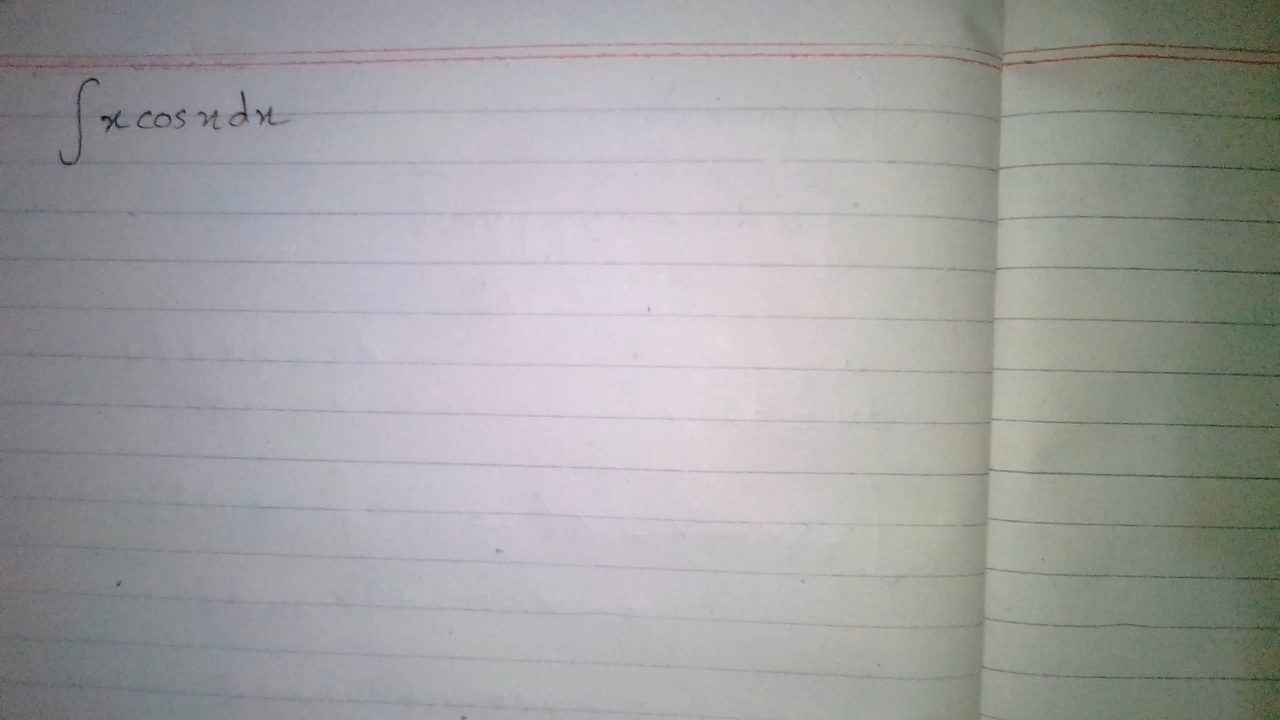 ∫x cos x dx